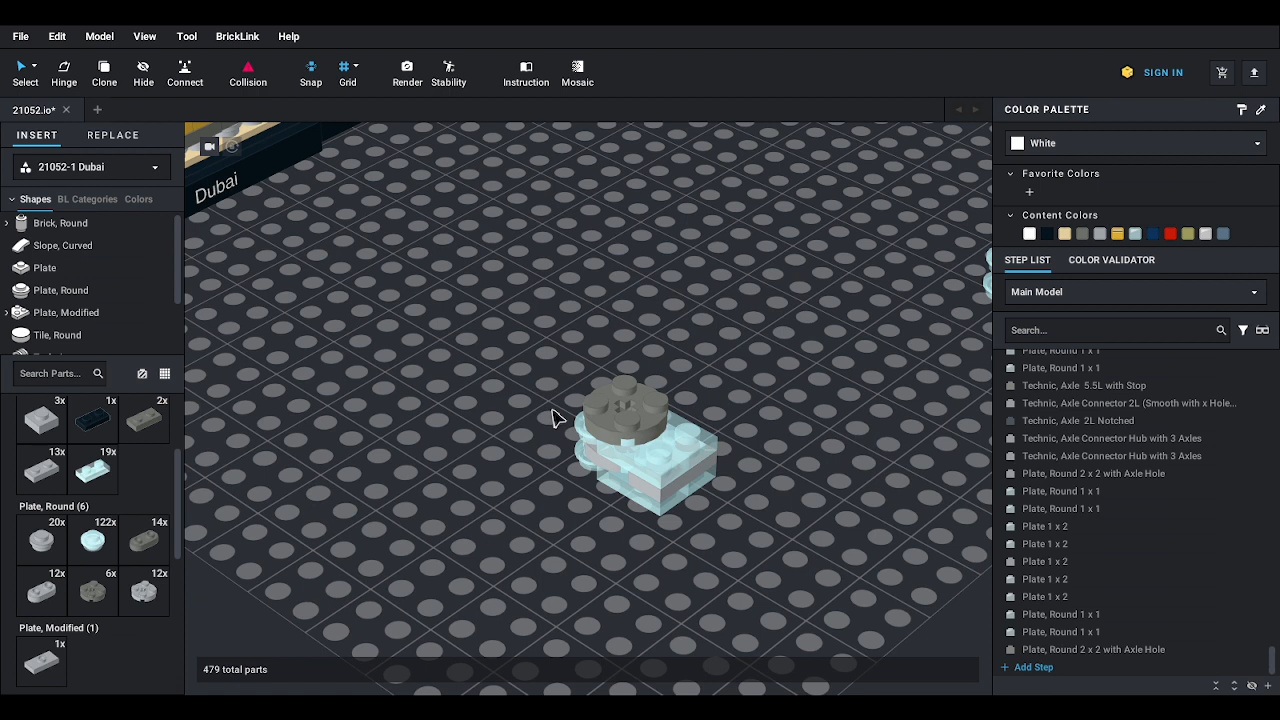 File Edit Model View Tool BrickLink Help
Select Hinge Clone Hide Connect Collision Snap Grid Render Stability Instruction Mosaic SIGN IN
21052.io*
INSERT REPLACE
21052-1 Dubai
Shapes BL Categories Colors
Brick, Round
Slope, Curved
Plate
Plate, Round
Plate, Modified
Tile, Round
Search Parts...
3x 1x 2x
13x 19x
Plate, Round (6)
20x 122x 14x
12x 6x 12x
Plate, Modified (1)
1x
Dubai
479 total parts
COLOR PALETTE
White
Favorite Colors
Content Colors
STEP LIST COLOR VALIDATOR
Main Model
Search...
Plate, Round 1 x 1
Plate, Round 1 x 1
Technic, Axle 5.5L with Stop
Technic, Axle Connector 2L (Smooth with x Hole...
Technic, Axle 2L Notched
Technic, Axle Connector Hub with 3 Axles
Technic, Axle Connector Hub with 3 Axles
Plate, Round 2 x 2 with Axle Hole
Plate, Round 1 x 1
Plate, Round 1 x 1
Plate 1 x 2
Plate 1 x 2
Plate 1 x 2
Plate 1 x 2
Plate 1 x 2
Plate, Round 1 x 1
Plate, Round 1 x 1
Plate, Round 2 x 2 with Axle Hole
+ Add Step